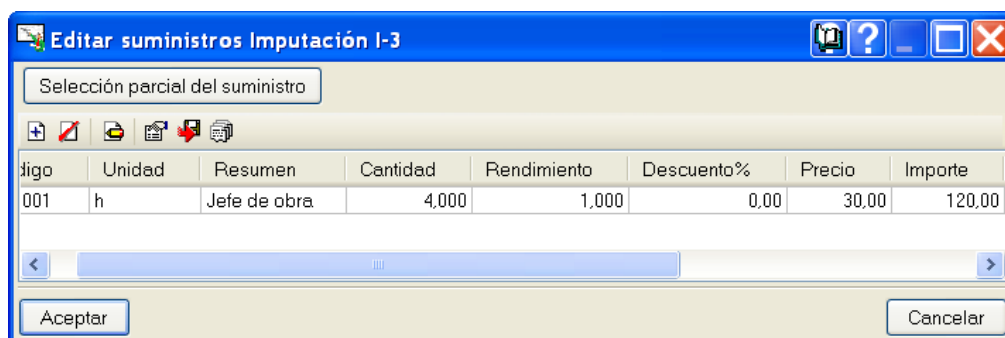 Editar suministros Imputación I-3
Selección parcial del suministro
digo Unidad Resumen Cantidad Rendimiento Descuento% Precio Importe
001 h Jefe de obra 4,000 1,000 0,00 30,00 120,00
Aceptar Cancelar